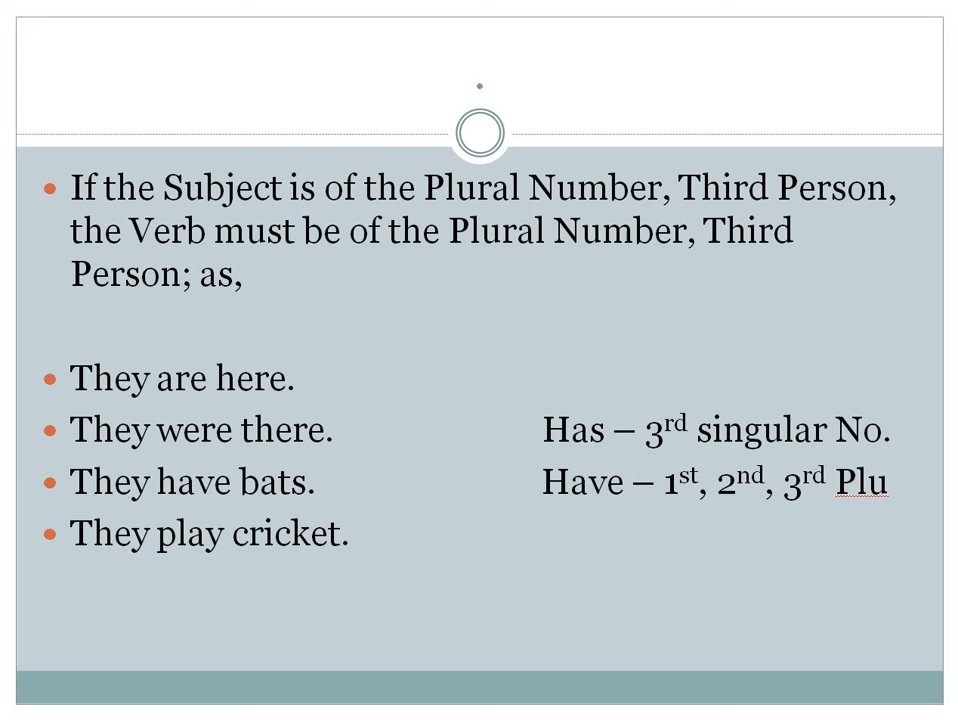 .
• If the Subject is of the Plural Number, Third Person,
the Verb must be of the Plural Number, Third
Person; as,
• They are here.
• They were there. Has – 3rd singular No.
• They have bats. Have – 1st, 2nd, 3rd Plu
• They play cricket.